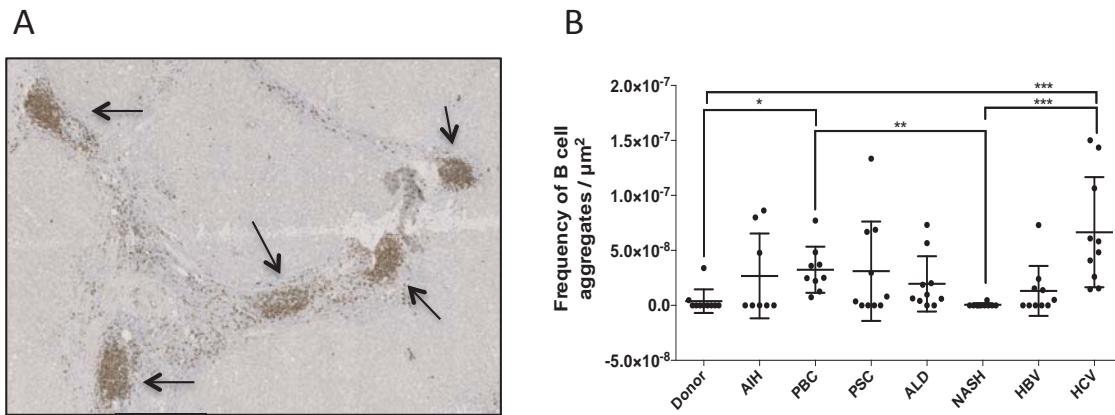 A
B
2.0×10⁻⁷
1.5×10⁻⁷
1.0×10⁻⁷
5.0×10⁻⁸
0.0
-5.0×10⁻⁸
Frequency of B cell
aggregates / μm²
***
*
***
**
Donor
AIH
PBC
PSC
ALD
NASH
HBV
HCV